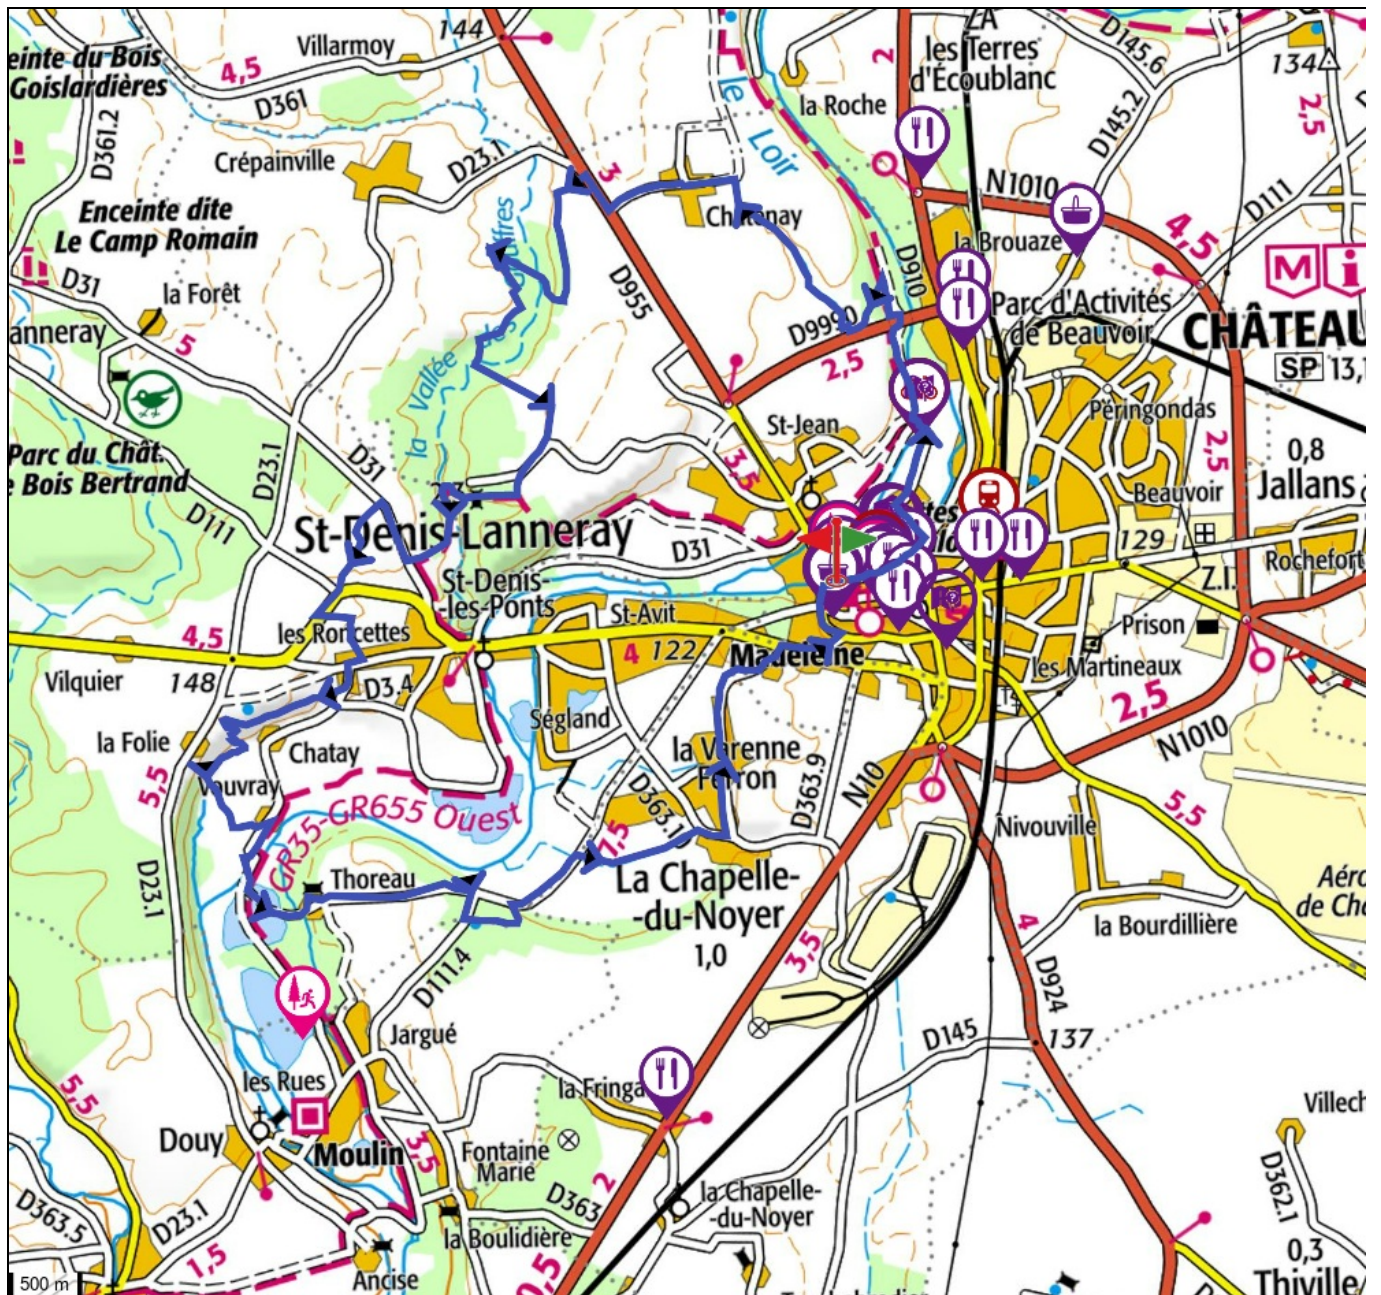 144
Villarmoy
4,5
D361
einte du Bois
Goislardières
D361.2
Crépainville
D23.1
3
le Loir
la Roche
2
ZA
les Terres
d'Écoublanc
D145.6
134
2,5
D145.2
N1010
D111
4,5
Enceinte dite
Le Camp Romain
D31
la Forêt
anneray
5
D955
la Brouaze
D910
D111
M
i
Parc d'Activités
de Beauvoir
CHÂTEAU
SP 13,1
la Vallée
2,5
St-Jean
Péringondas
2,5
0,8
Jallans
Parc du Chât.
Bois Bertrand
D23.1
D31
3,5
Beauvoir
St-Denis-Lanneray
D31
129
Rochefort
Z.I.
St-Denis-
-les-Ponts
St-Avit
les Roncettes
4,5
4
122
Madeleine
Prison
les Martineaux
Vilquier
148
D3.4
Ségland
2,5
N1010
la Folie
Chatay
la Varenne
Ferron
D363.9
N10
5,5
Vouvray
GR35-GR655 Ouest
D363.1
7,5
5,5
Nivouville
D23.1
Thoreau
La Chapelle-
-du-Noyer
1,0
3,5
4
la Bourdillière
Aéro
de Ch
D111.4
D924
Jargué
D145
137
5,5
les Rues
la Fringa
Villech
Douy
Moulin
3,5
Fontaine
Marie
2
D363
D362.1
D363.5
D23.1
la Chapelle-
-du-Noyer
la Boulidière
1,5
0,5
0,3
Thiville
500 m
Ancise